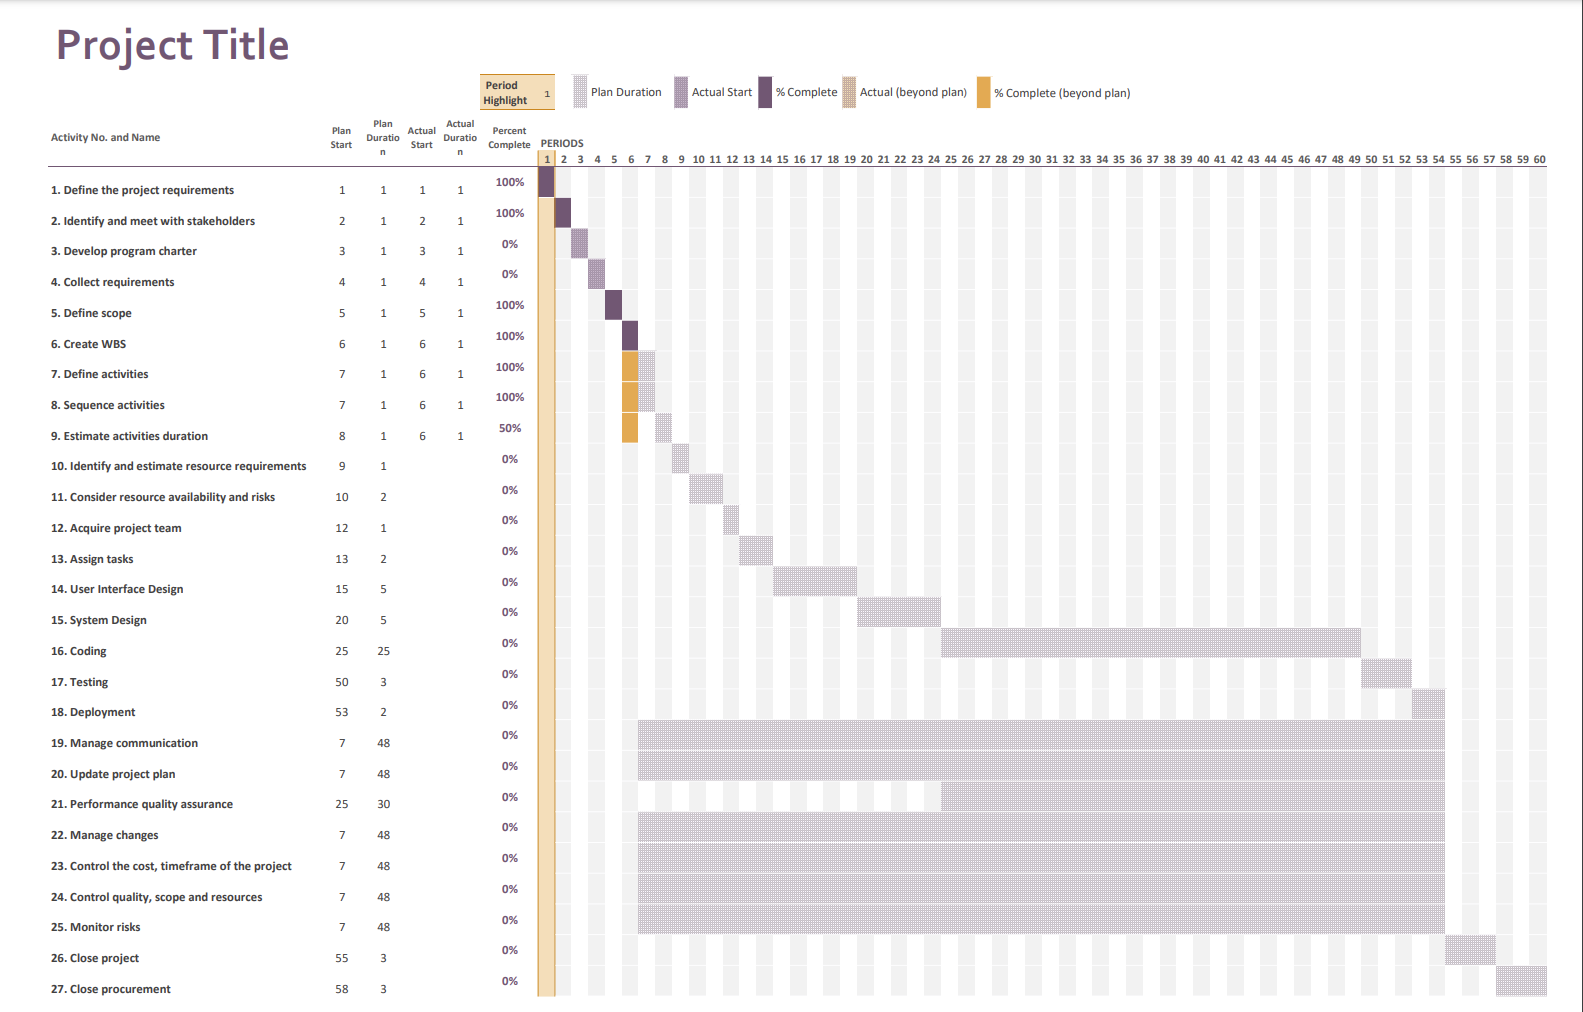 Project Title
Period Highlight 1 Plan Duration Actual Start % Complete Actual (beyond plan) % Complete (beyond plan)
Activity No. and Name Plan Start Plan Duratio n Actual Start Actual Duratio n Percent Complete PERIODS
1 2 3 4 5 6 7 8 9 10 11 12 13 14 15 16 17 18 19 20 21 22 23 24 25 26 27 28 29 30 31 32 33 34 35 36 37 38 39 40 41 42 43 44 45 46 47 48 49 50 51 52 53 54 55 56 57 58 59 60
1. Define the project requirements 1 1 1 1 100%
2. Identify and meet with stakeholders 2 1 2 1 100%
3. Develop program charter 3 1 3 1 0%
4. Collect requirements 4 1 4 1 0%
5. Define scope 5 1 5 1 100%
6. Create WBS 6 1 6 1 100%
7. Define activities 7 1 6 1 100%
8. Sequence activities 7 1 6 1 100%
9. Estimate activities duration 8 1 6 1 50%
10. Identify and estimate resource requirements 9 1 0%
11. Consider resource availability and risks 10 2 0%
12. Acquire project team 12 1 0%
13. Assign tasks 13 2 0%
14. User Interface Design 15 5 0%
15. System Design 20 5 0%
16. Coding 25 25 0%
17. Testing 50 3 0%
18. Deployment 53 2 0%
19. Manage communication 7 48 0%
20. Update project plan 7 48 0%
21. Performance quality assurance 25 30 0%
22. Manage changes 7 48 0%
23. Control the cost, timeframe of the project 7 48 0%
24. Control quality, scope and resources 7 48 0%
25. Monitor risks 7 48 0%
26. Close project 55 3 0%
27. Close procurement 58 3 0%